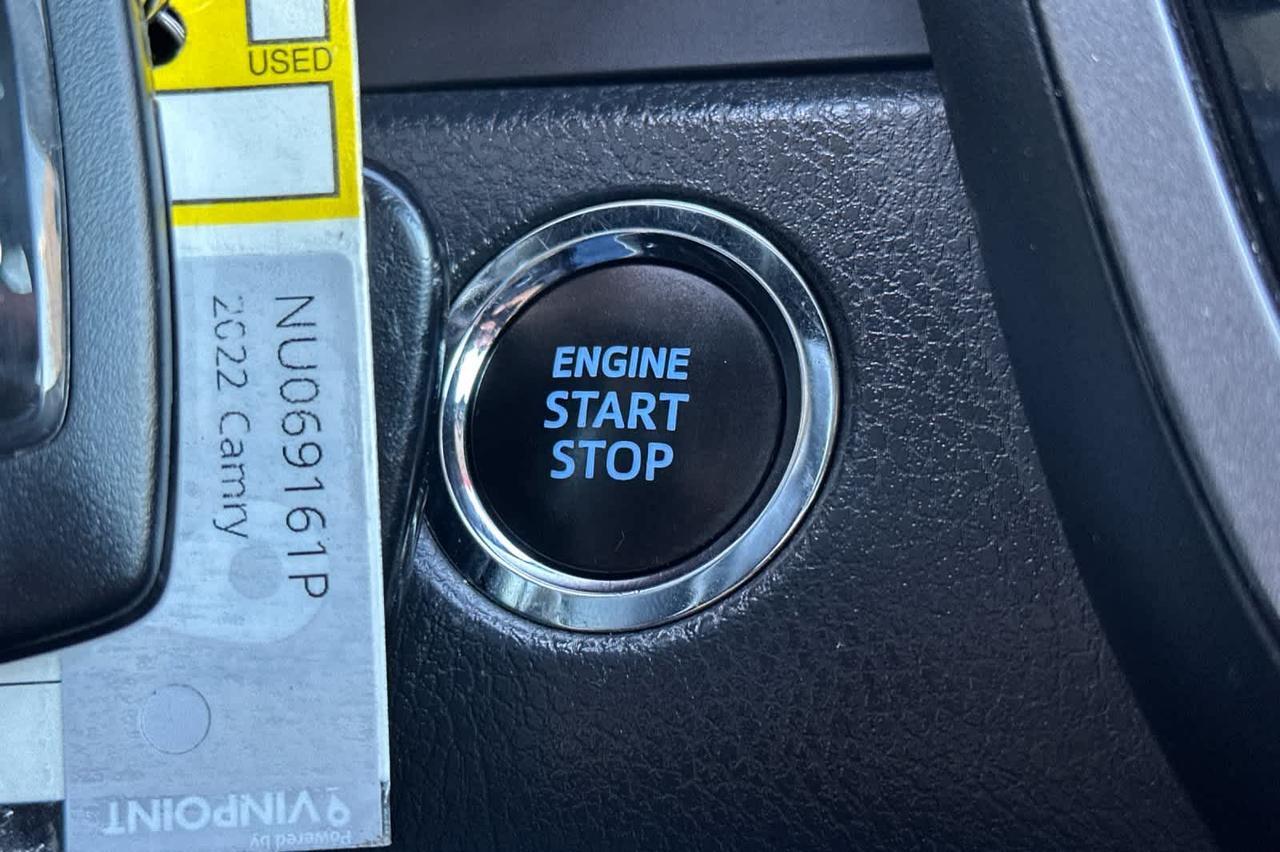 USED
NU069161P
2022 Camry
Powered by
VINPOINT
ENGINE
START
STOP